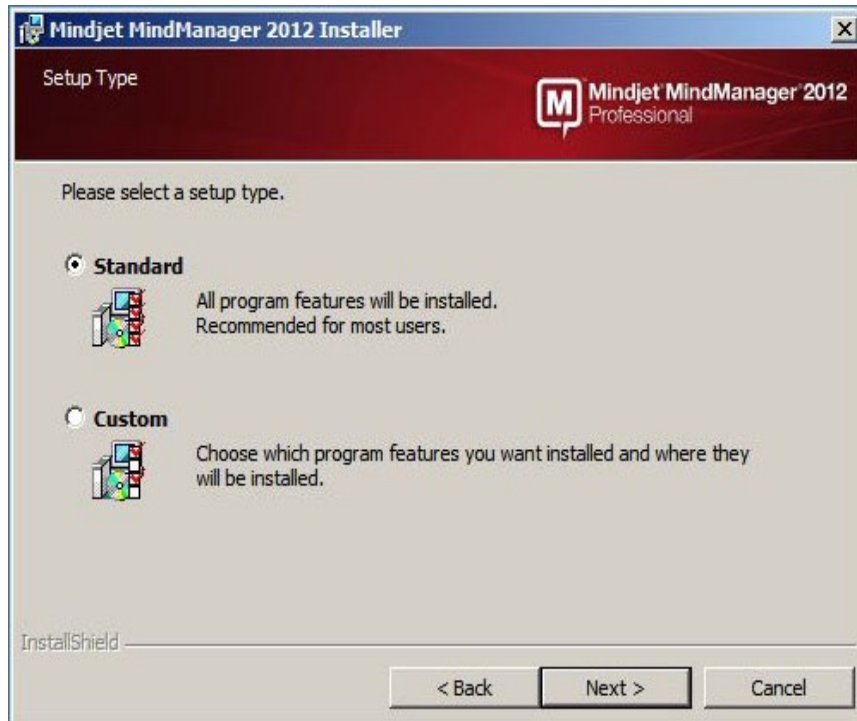 Mindjet MindManager 2012 Installer
Setup Type
Mindjet MindManager 2012
Professional
Please select a setup type.
Standard
All program features will be installed.
Recommended for most users.
Custom
Choose which program features you want installed and where they
will be installed.
InstallShield
< Back Next > Cancel